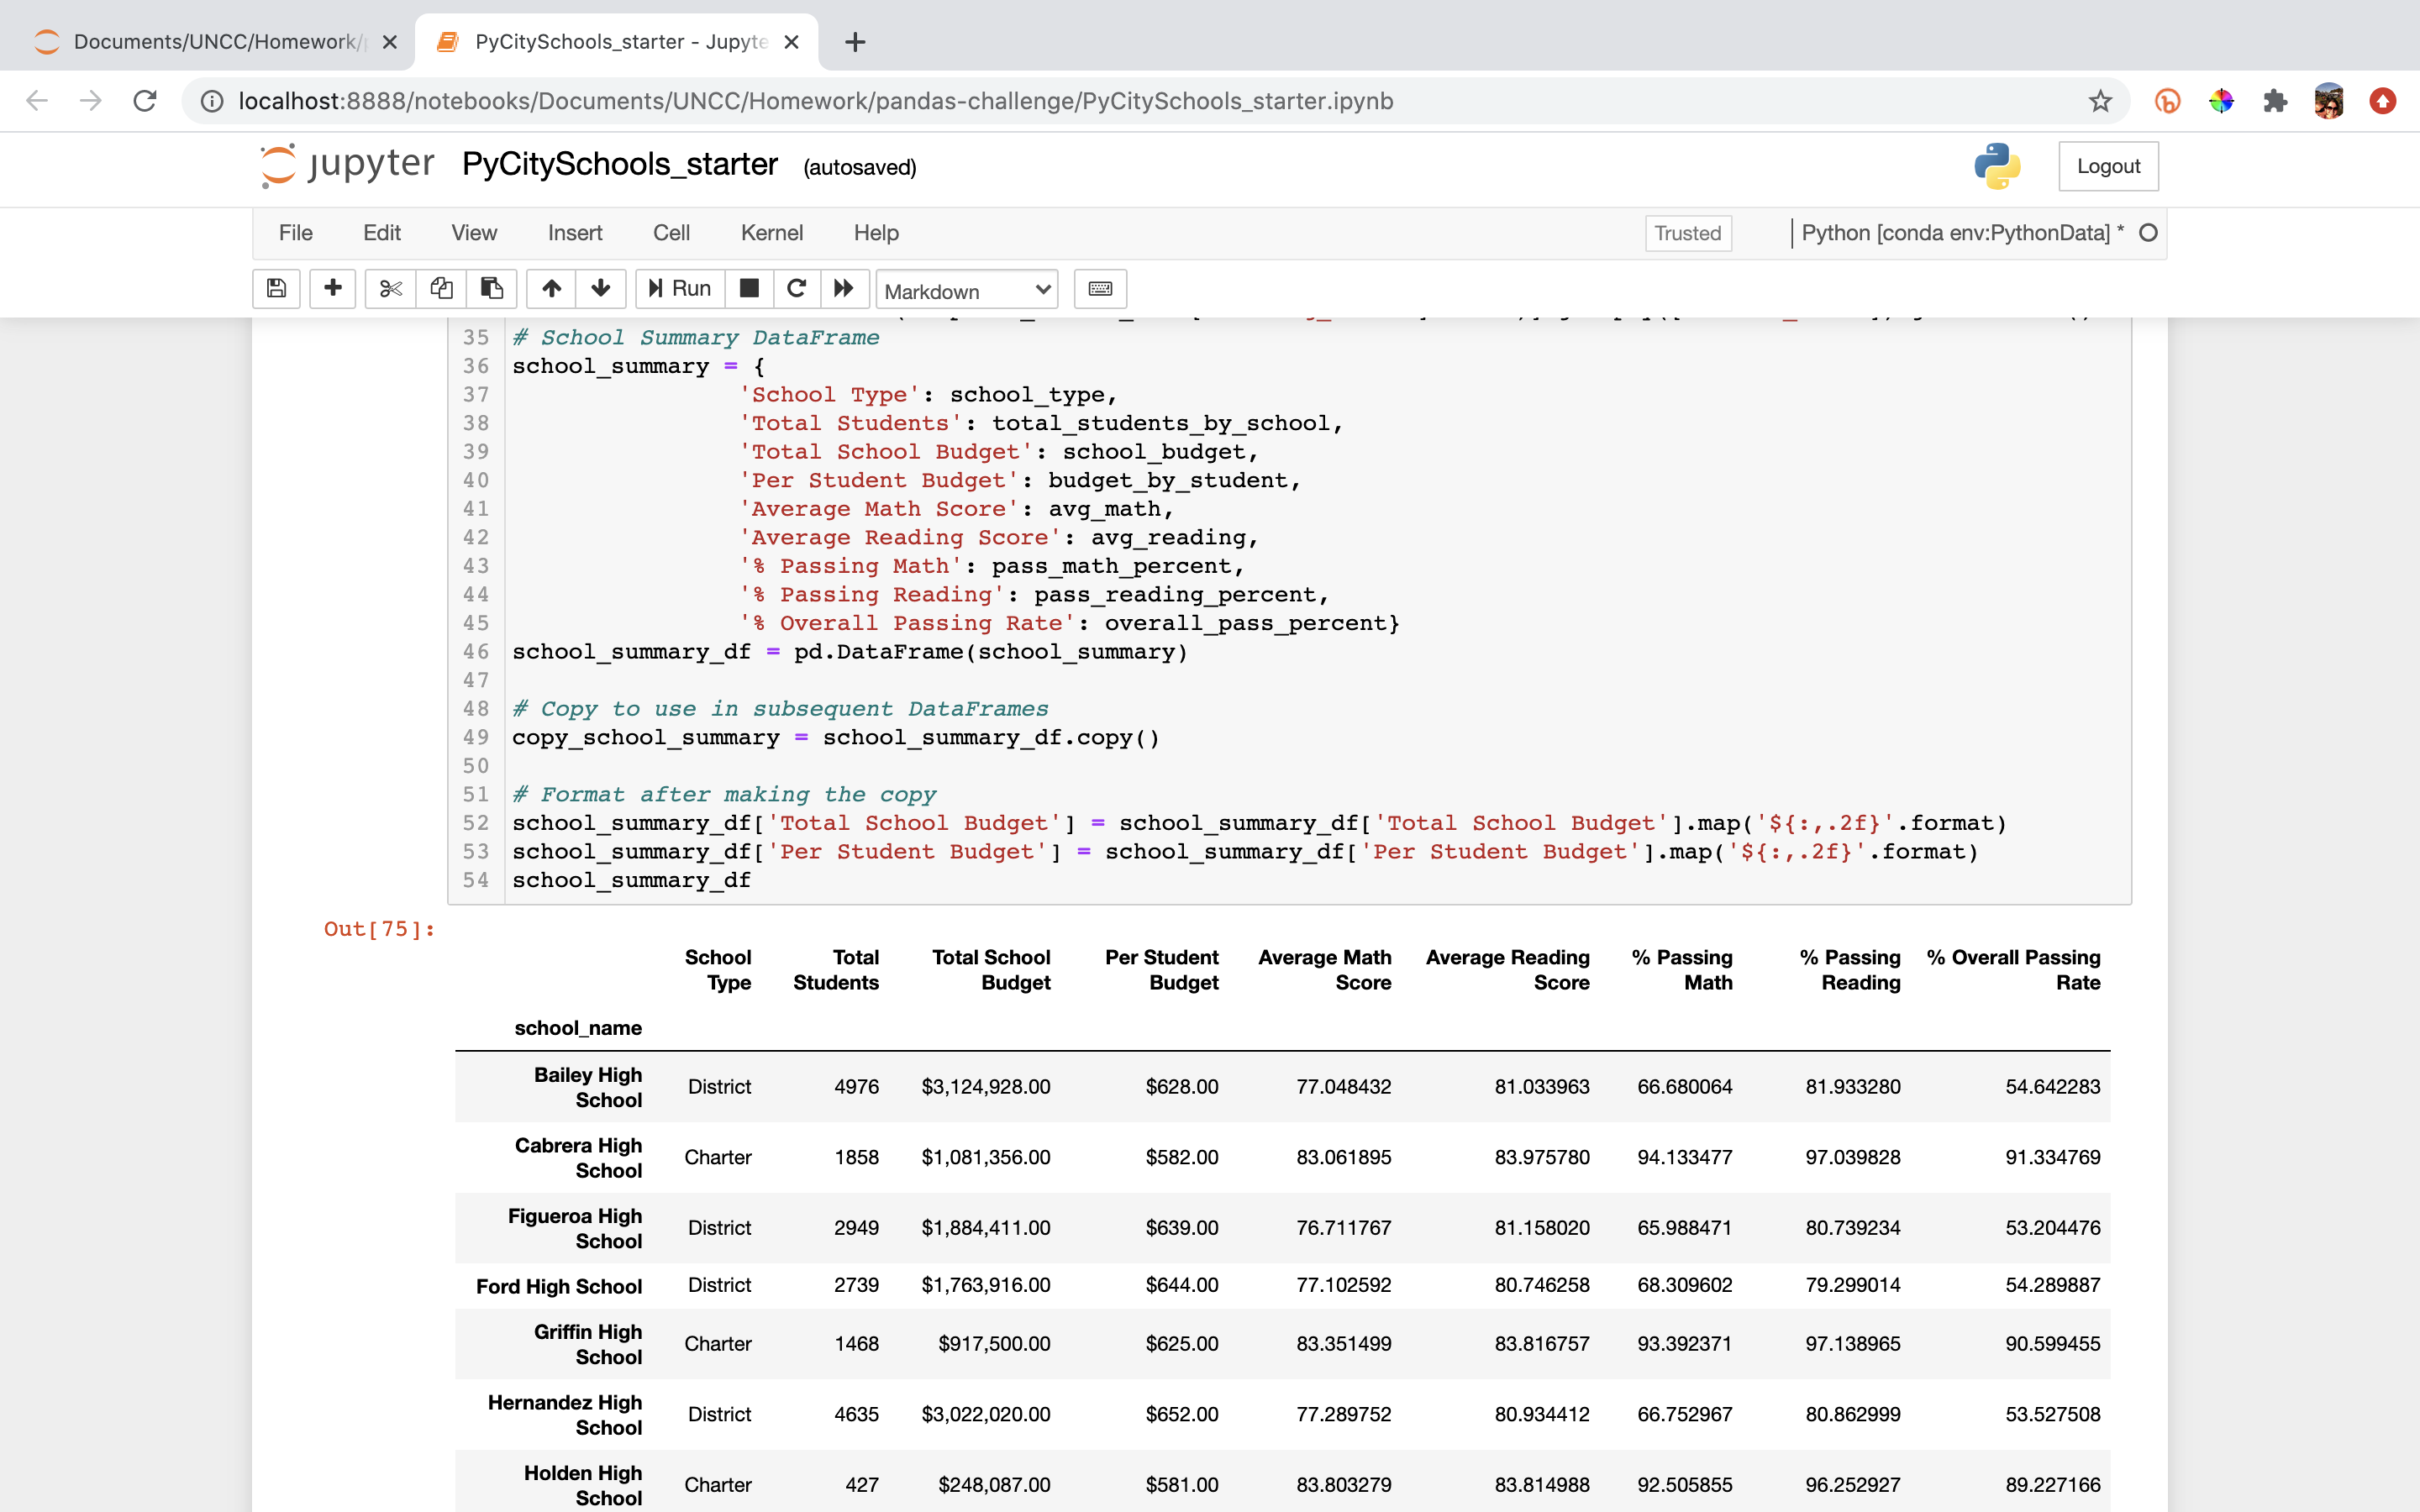 Documents/UNCC/Homework/
PyCitySchools_starter - Jupyte
localhost:8888/notebooks/Documents/UNCC/Homework/pandas-challenge/PyCitySchools_starter.ipynb
jupyter PyCitySchools_starter (autosaved)
Logout
File Edit View Insert Cell Kernel Help
Trusted
Python [conda env:PythonData] *
Run
Markdown
35 # School Summary DataFrame
36 school_summary = {
37 'School Type': school_type,
38 'Total Students': total_students_by_school,
39 'Total School Budget': school_budget,
40 'Per Student Budget': budget_by_student,
41 'Average Math Score': avg_math,
42 'Average Reading Score': avg_reading,
43 '% Passing Math': pass_math_percent,
44 '% Passing Reading': pass_reading_percent,
45 '% Overall Passing Rate': overall_pass_percent}
46 school_summary_df = pd.DataFrame(school_summary)
47
48 # Copy to use in subsequent DataFrames
49 copy_school_summary = school_summary_df.copy()
50
51 # Format after making the copy
52 school_summary_df['Total School Budget'] = school_summary_df['Total School Budget'].map('${:,.2f}'.format)
53 school_summary_df['Per Student Budget'] = school_summary_df['Per Student Budget'].map('${:,.2f}'.format)
54 school_summary_df
Out[75]:
School Type Total Students Total School Budget Per Student Budget Average Math Score Average Reading Score % Passing Math % Passing Reading % Overall Passing Rate
school_name
Bailey High School District 4976 $3,124,928.00 $628.00 77.048432 81.033963 66.680064 81.933280 54.642283
Cabrera High School Charter 1858 $1,081,356.00 $582.00 83.061895 83.975780 94.133477 97.039828 91.334769
Figueroa High School District 2949 $1,884,411.00 $639.00 76.711767 81.158020 65.988471 80.739234 53.204476
Ford High School District 2739 $1,763,916.00 $644.00 77.102592 80.746258 68.309602 79.299014 54.289887
Griffin High School Charter 1468 $917,500.00 $625.00 83.351499 83.816757 93.392371 97.138965 90.599455
Hernandez High School District 4635 $3,022,020.00 $652.00 77.289752 80.934412 66.752967 80.862999 53.527508
Holden High School Charter 427 $248,087.00 $581.00 83.803279 83.814988 92.505855 96.252927 89.227166